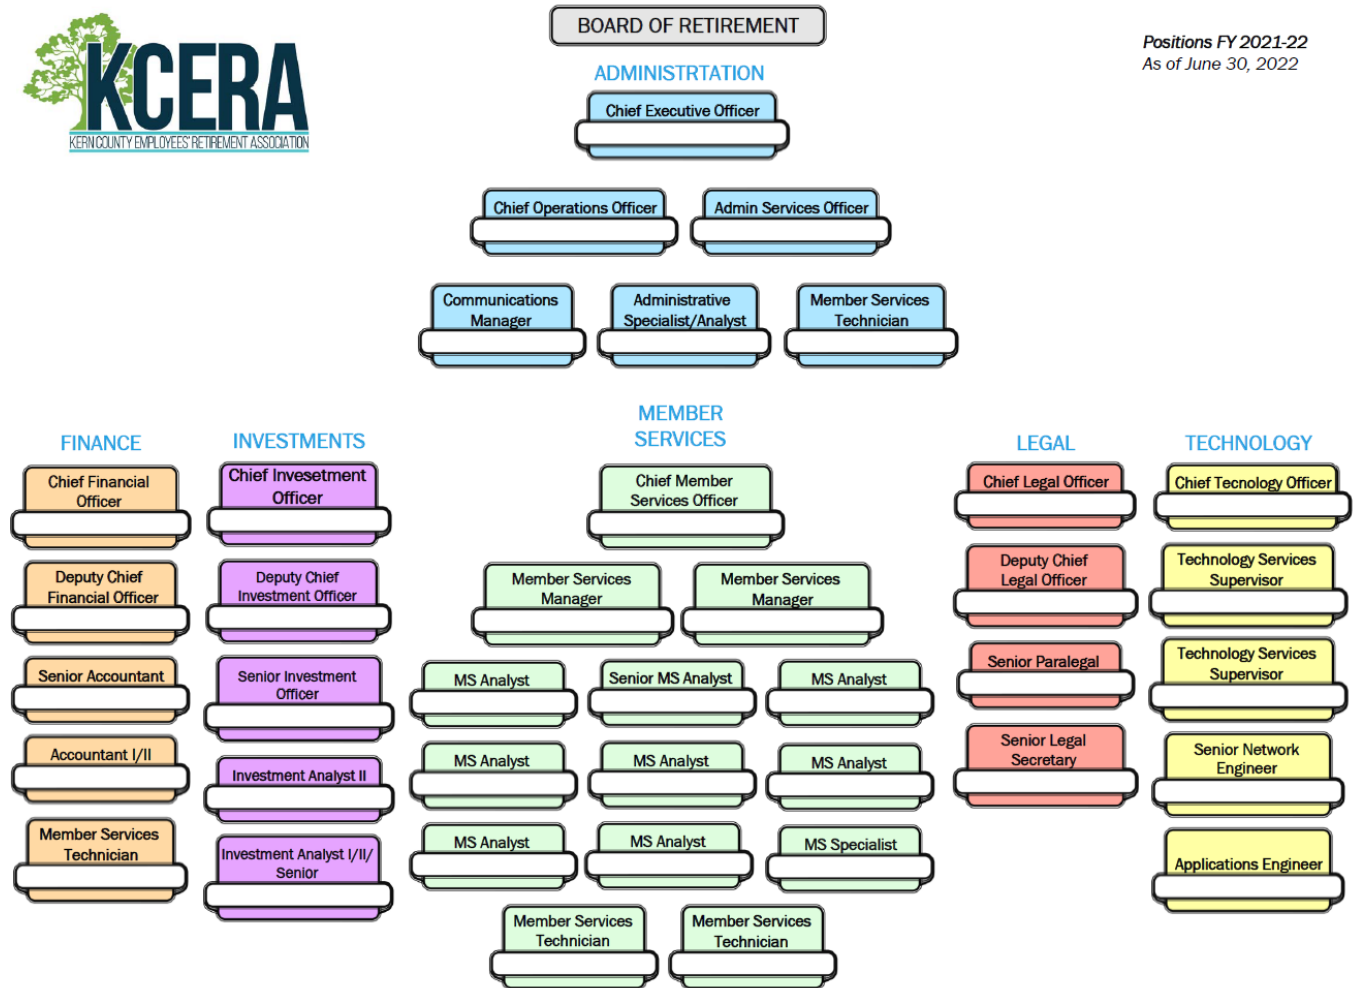 BOARD OF RETIREMENT
KCERA
KERN COUNTY EMPLOYEES' RETIREMENT ASSOCIATION
Positions FY 2021-22
As of June 30, 2022
ADMINISTRTATION
Chief Executive Officer
Chief Operations Officer
Admin Services Officer
Communications
Manager
Administrative
Specialist/Analyst
Member Services
Technician
FINANCE
Chief Financial
Officer
Deputy Chief
Financial Officer
Senior Accountant
Accountant I/II
Member Services
Technician
INVESTMENTS
Chief Invesetment
Officer
Deputy Chief
Investment Officer
Senior Investment
Officer
Investment Analyst II
Investment Analyst I/II/
Senior
MEMBER
SERVICES
Chief Member
Services Officer
Member Services
Manager
Member Services
Manager
MS Analyst
Senior MS Analyst
MS Analyst
MS Analyst
MS Analyst
MS Analyst
MS Analyst
MS Analyst
MS Specialist
Member Services
Technician
Member Services
Technician
LEGAL
Chief Legal Officer
Deputy Chief
Legal Officer
Senior Paralegal
Senior Legal
Secretary
TECHNOLOGY
Chief Tecnology Officer
Technology Services
Supervisor
Technology Services
Supervisor
Senior Network
Engineer
Applications Engineer